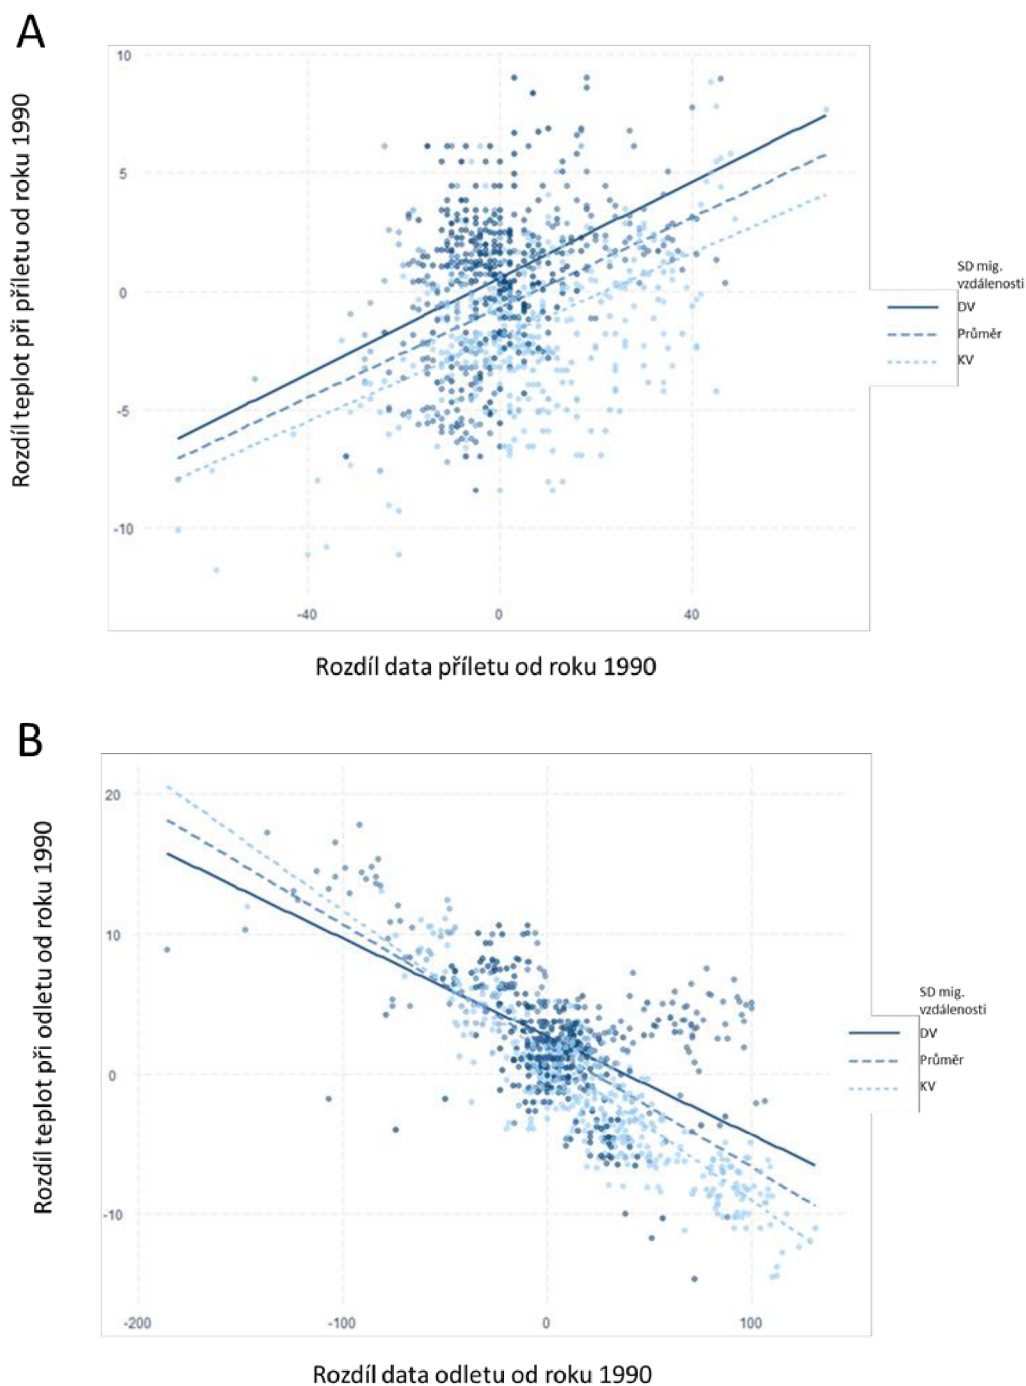 A
10
5
0
-5
-10
-40
0
40
Rozdíl teplot při příletu od roku 1990
Rozdíl data příletu od roku 1990
SD mig.
vzdálenosti
DV
Průměr
KV
B
20
10
0
-10
-200
-100
0
100
Rozdíl teplot při odletu od roku 1990
Rozdíl data odletu od roku 1990
SD mig.
vzdálenosti
DV
Průměr
KV